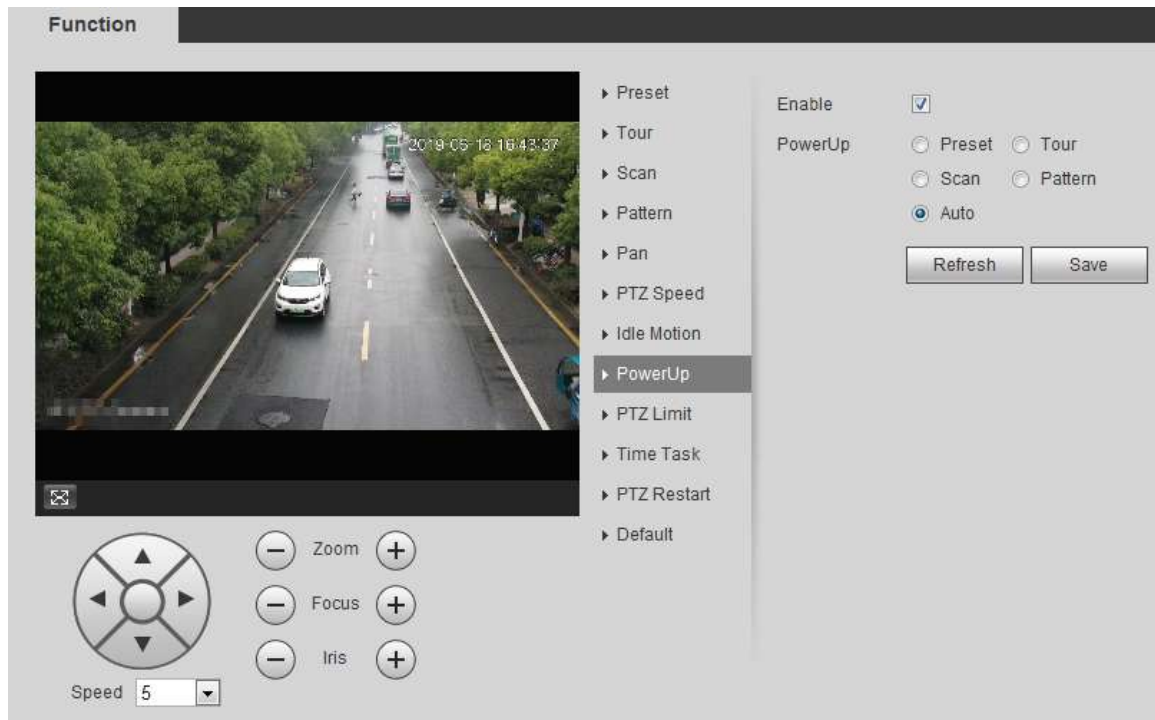 Function
2019-05-18 16:43:37
Preset
Tour
Scan
Pattern
Pan
PTZ Speed
Idle Motion
PowerUp
PTZ Limit
Time Task
PTZ Restart
Default
Enable
PowerUp
Preset Tour
Scan Pattern
Auto
Refresh Save
Zoom
Focus
Iris
Speed 5